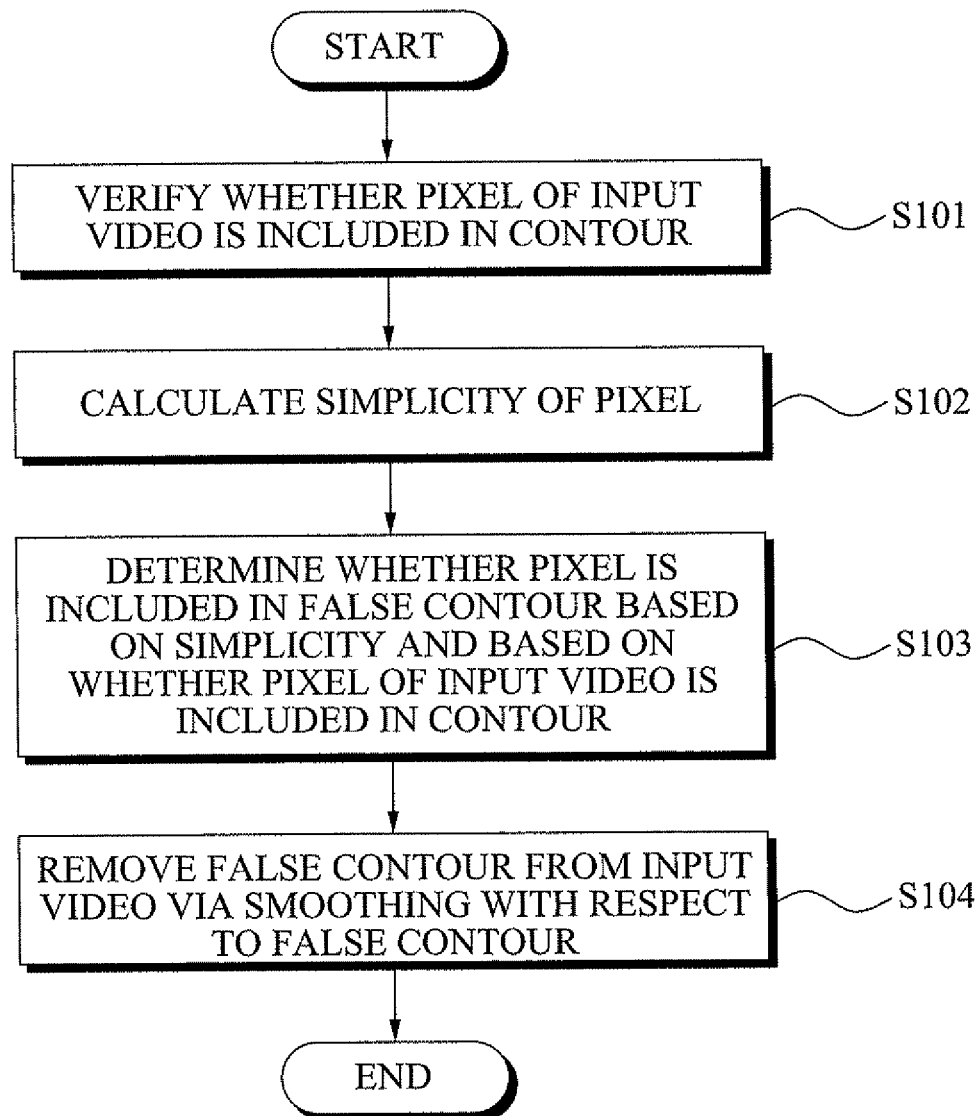 START
VERIFY WHETHER PIXEL OF INPUT
VIDEO IS INCLUDED IN CONTOUR
S101
CALCULATE SIMPLICITY OF PIXEL
S102
DETERMINE WHETHER PIXEL IS
INCLUDED IN FALSE CONTOUR BASED
ON SIMPLICITY AND BASED ON
WHETHER PIXEL OF INPUT VIDEO IS
INCLUDED IN CONTOUR
S103
REMOVE FALSE CONTOUR FROM INPUT
VIDEO VIA SMOOTHING WITH RESPECT
TO FALSE CONTOUR
S104
END